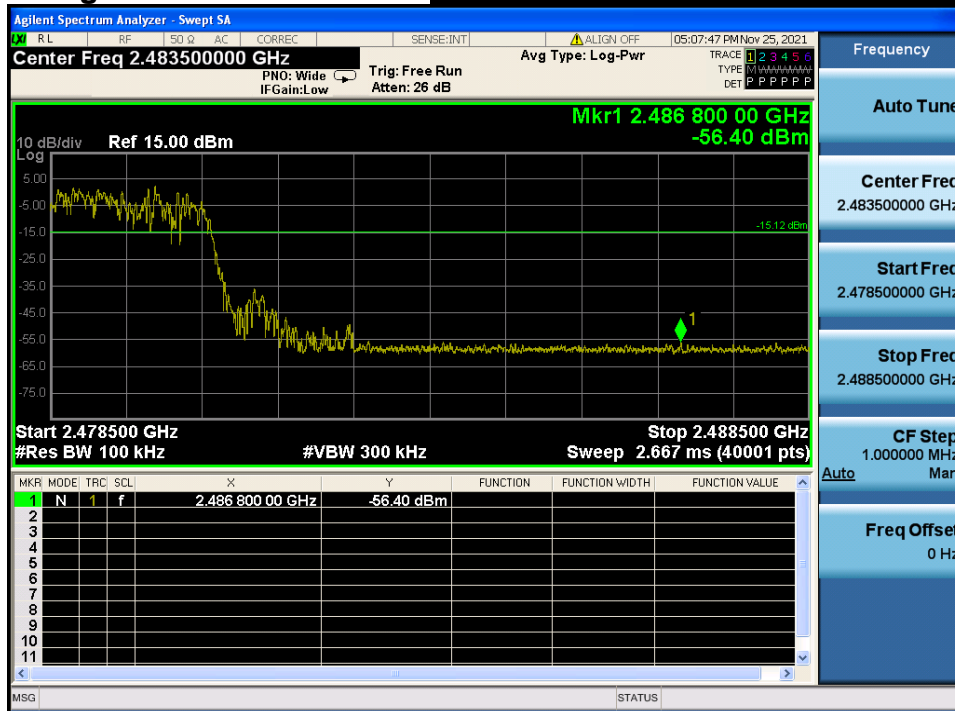 Agilent Spectrum Analyzer - Swept SA
LXI RL RF 50 Ω AC CORREC SENSE:INT ALIGN OFF 05:07:47 PM Nov 25, 2021
Center Freq 2.483500000 GHz
PNO: Wide
IFGain:Low
Trig: Free Run
Atten: 26 dB
Avg Type: Log-Pwr
TRACE 1 2 3 4 5 6
TYPE M W W W W W
DET P P P P P P
Mkr1 2.486 800 00 GHz
-56.40 dBm
10 dB/div Ref 15.00 dBm
Log
5.00
-5.00
-15.0
-15.12 dBm
-25.0
-35.0
-45.0
-55.0
-65.0
-75.0
1
Start 2.478500 GHz Stop 2.488500 GHz
#Res BW 100 kHz #VBW 300 kHz Sweep 2.667 ms (40001 pts)
MKR MODE TRC SCL X Y FUNCTION FUNCTION WIDTH FUNCTION VALUE
1 N 1 f 2.486 800 00 GHz -56.40 dBm
2
3
4
5
6
7
8
9
10
11
MSG STATUS
Frequency
Auto Tune
Center Freq
2.483500000 GHz
Start Freq
2.478500000 GHz
Stop Freq
2.488500000 GHz
CF Step
1.000000 MHz
Auto Man
Freq Offset
0 Hz